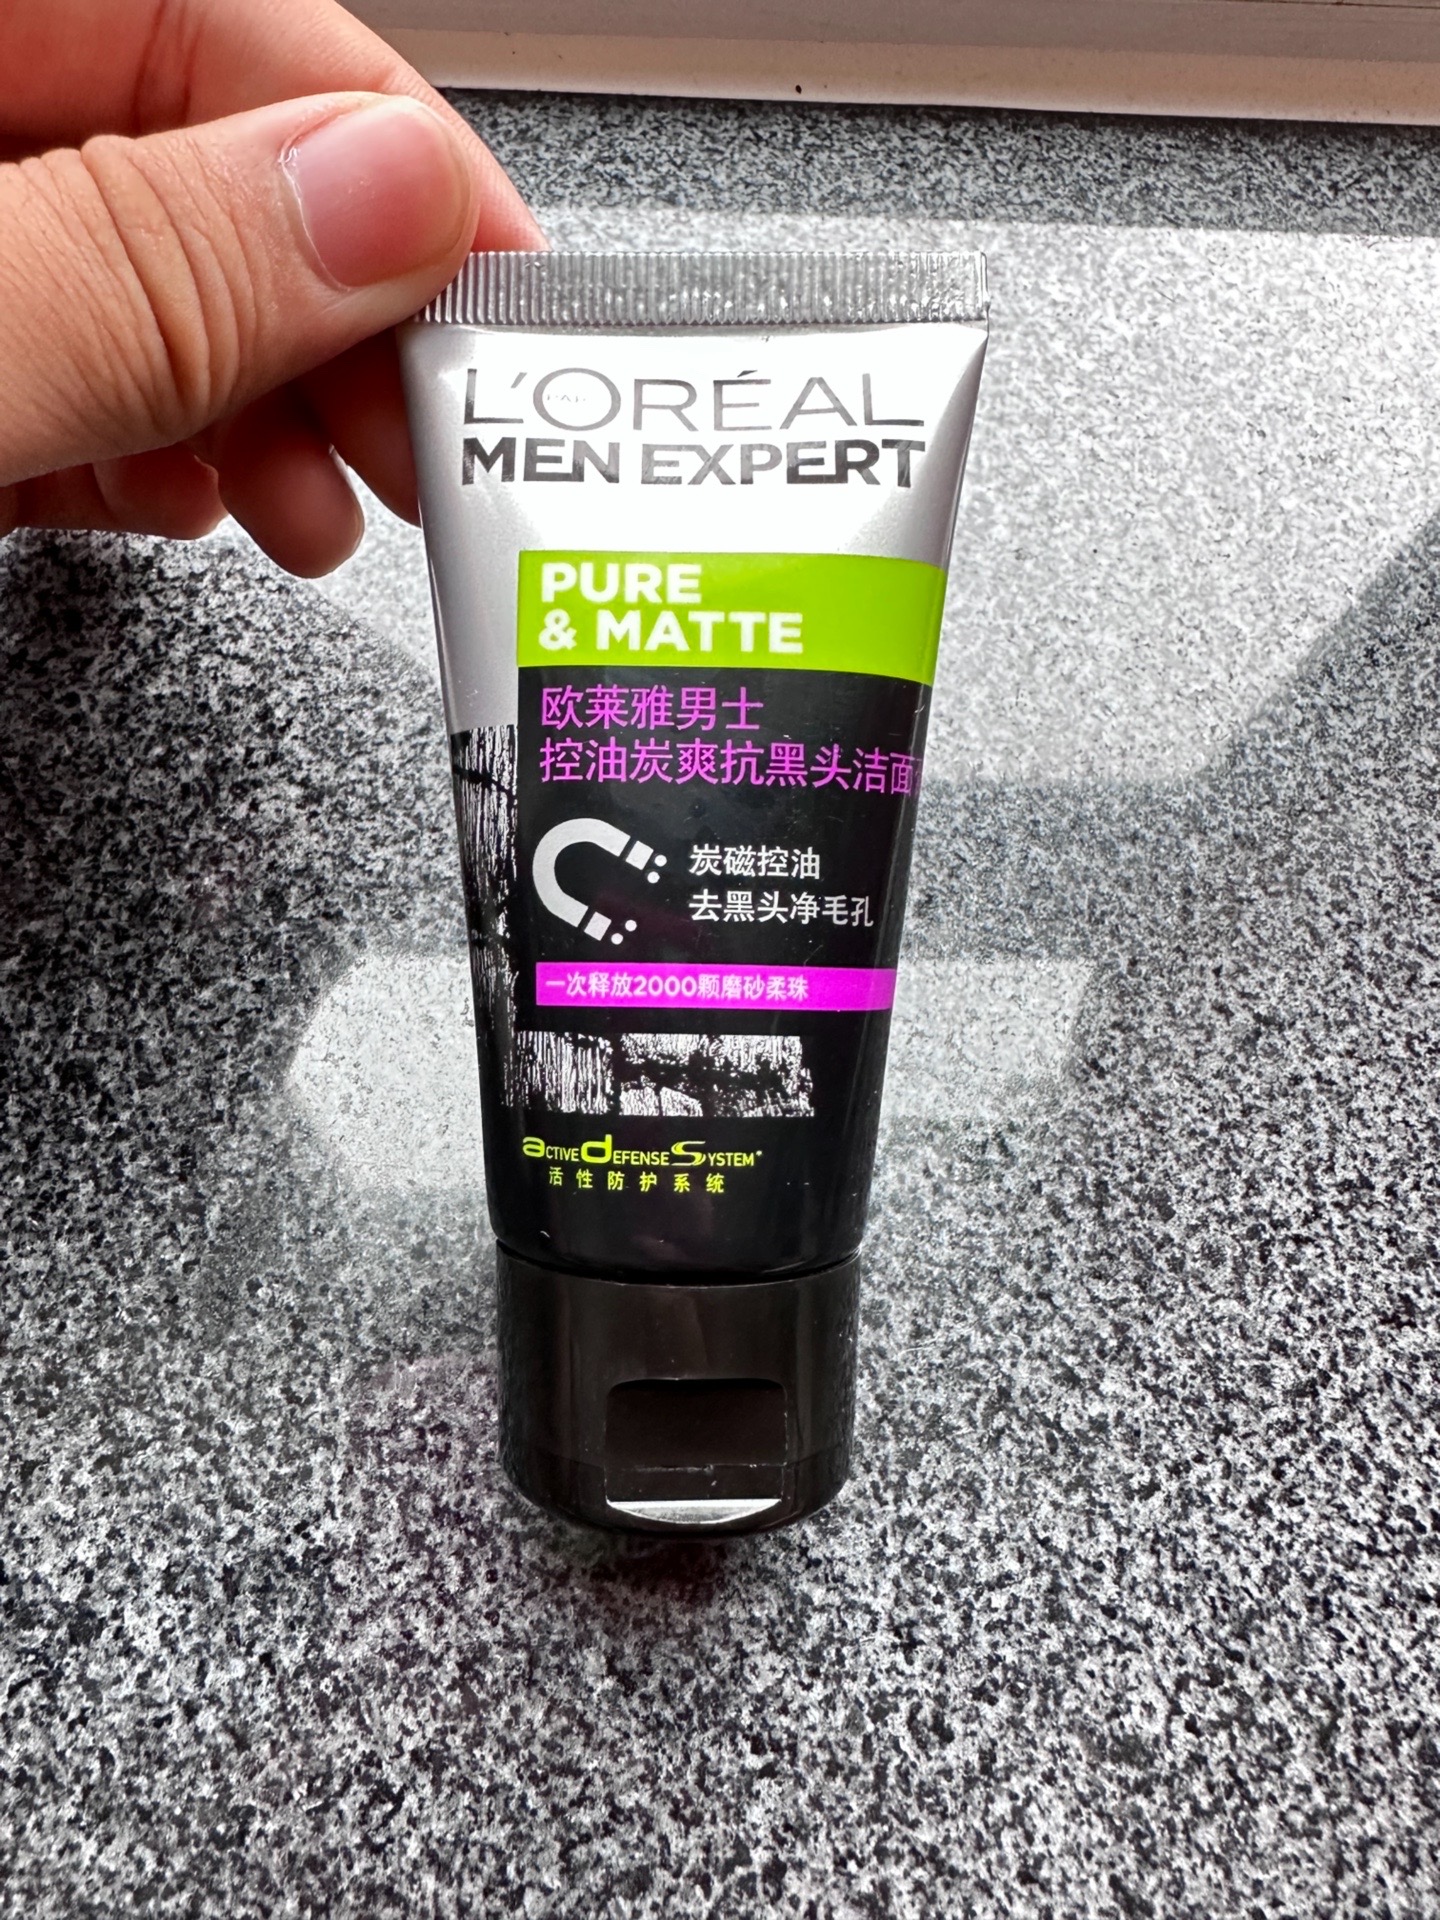 L'ORÉAL
PARIS
MEN EXPERT
PURE
& MATTE
欧莱雅男士
控油炭爽抗黑头洁面
炭磁控油
去黑头净毛孔
一次释放2000颗磨砂柔珠
ACTIVE DEFENSE SYSTEM*
活性防护系统